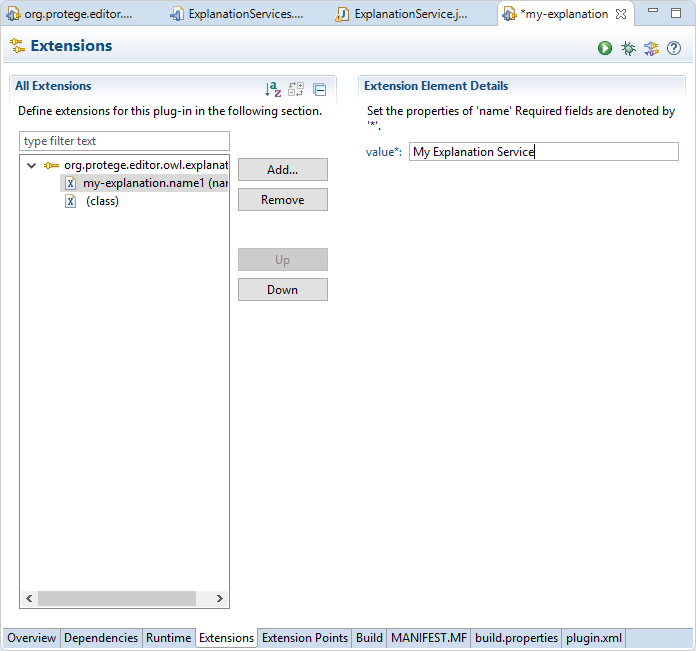 org.protege.editor....
ExplanationServices....
ExplanationService.j...
*my-explanation
Extensions
All Extensions
Define extensions for this plug-in in the following section.
type filter text
org.protege.editor.owl.explanat
my-explanation.name1 (nar
(class)
Add...
Remove
Up
Down
Extension Element Details
Set the properties of 'name' Required fields are denoted by
'*'.
value*: My Explanation Service
Overview Dependencies Runtime Extensions Extension Points Build MANIFEST.MF build.properties plugin.xml